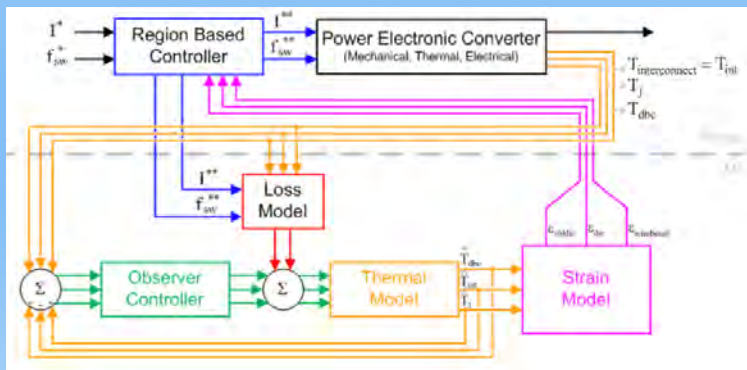 I*
f*sw
Region Based
Controller
I**
f**sw
Power Electronic Converter
(Mechanical, Thermal, Electrical)
Tinterconnect = Tint
Tj
Tdbc
I**
f**sw
Loss
Model
εdie
εwirebond
Σ
Observer
Controller
Σ
Thermal
Model
T̂dbc
T̂int
T̂j
Strain
Model